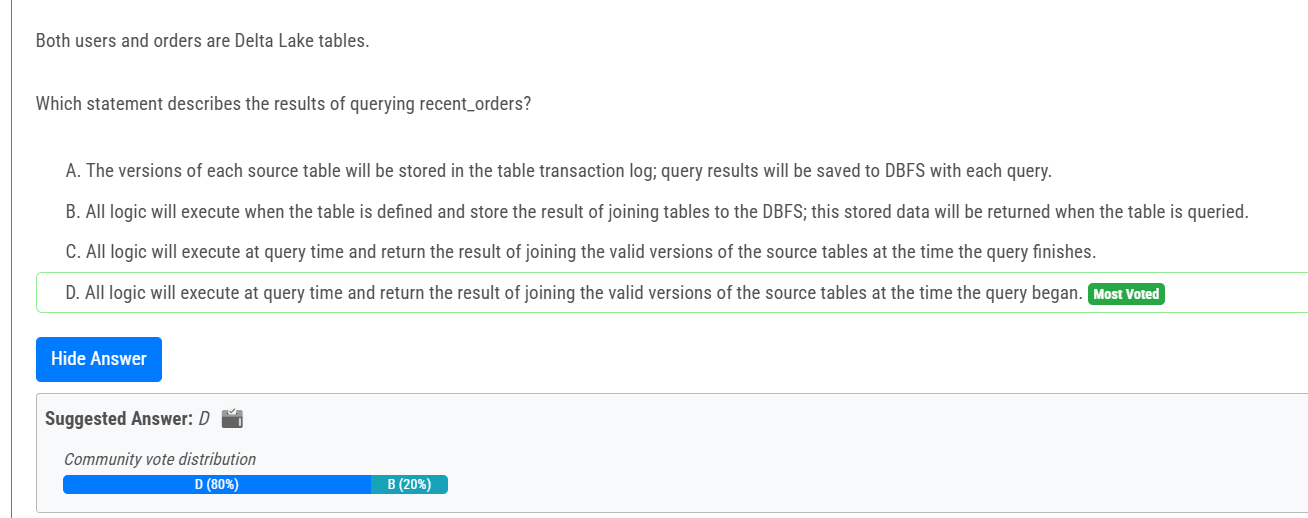 Both users and orders are Delta Lake tables.
Which statement describes the results of querying recent_orders?
A. The versions of each source table will be stored in the table transaction log; query results will be saved to DBFS with each query.
B. All logic will execute when the table is defined and store the result of joining tables to the DBFS; this stored data will be returned when the table is queried.
C. All logic will execute at query time and return the result of joining the valid versions of the source tables at the time the query finishes.
D. All logic will execute at query time and return the result of joining the valid versions of the source tables at the time the query began. Most Voted
Hide Answer
Suggested Answer: D
Community vote distribution
D (80%) B (20%)